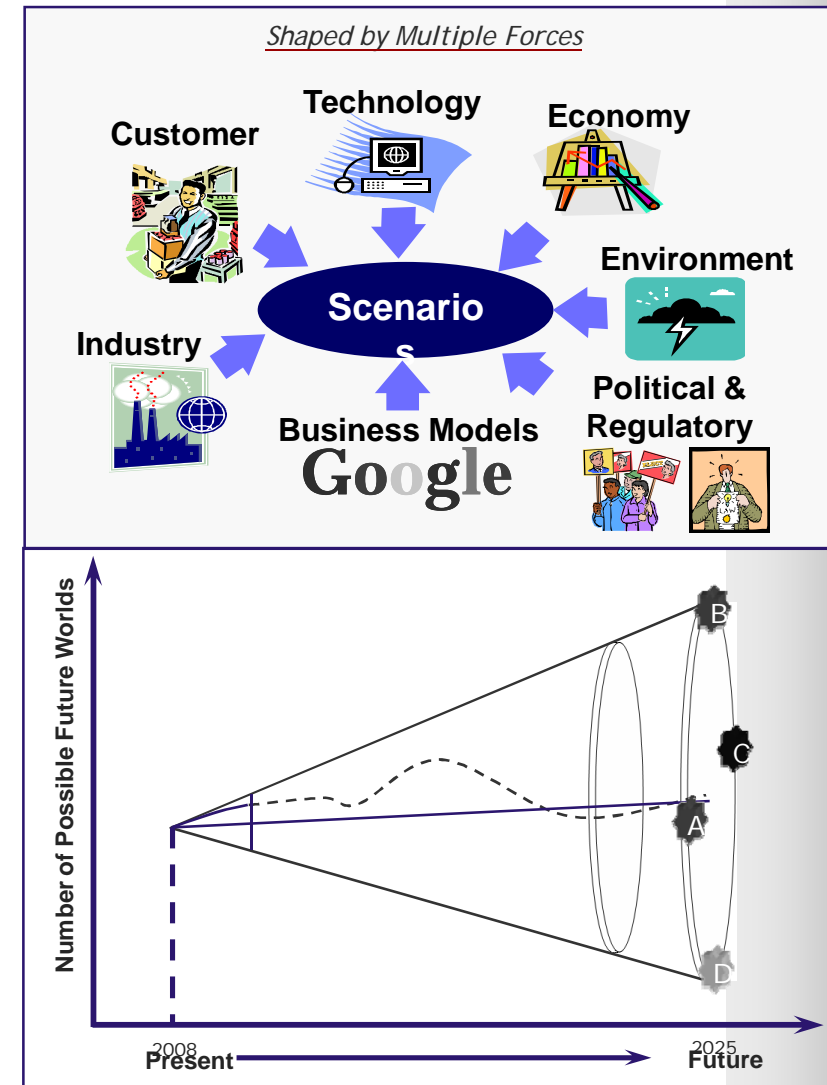 Shaped by Multiple Forces
Technology
Customer
Economy
Environment
Scenario
s
Industry
Political &
Regulatory
Business Models
Google
LAW
Number of Possible Future Worlds
B
C
A
D
2008
Present
2025
Future